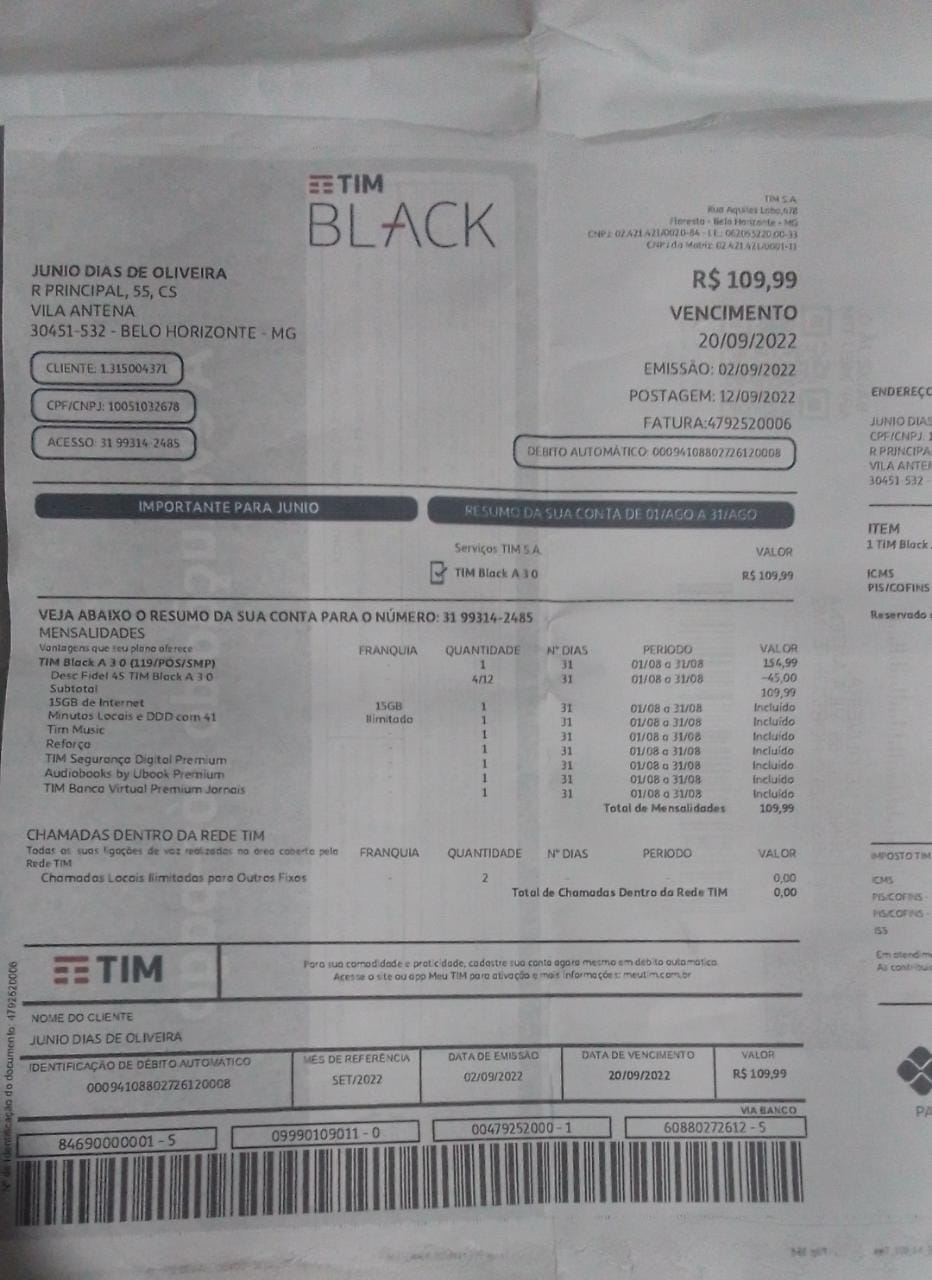 TIM
BLACK
TIM S.A.
Rua Aquiles Lobo,478
Floresta - Belo Horizonte - MG
CNPJ: 02.421.421/0020-84 - I.E.: 062055220.00-33
CNPJ da Matriz: 02.421.421/0001-11
JUNIO DIAS DE OLIVEIRA
R PRINCIPAL, 55, CS
VILA ANTENA
30451-532 - BELO HORIZONTE - MG
CLIENTE: 1.315004371
CPF/CNPJ: 10051032678
ACESSO: 31 99314-2485
R$ 109,99
VENCIMENTO
20/09/2022
EMISSÃO: 02/09/2022
POSTAGEM: 12/09/2022
FATURA:4792520006
DÉBITO AUTOMÁTICO: 00094108802726120008
IMPORTANTE PARA JUNIO
RESUMO DA SUA CONTA DE 01/AGO A 31/AGO
Serviços TIM S.A. VALOR
TIM Black A 3 0 R$ 109,99
VEJA ABAIXO O RESUMO DA SUA CONTA PARA O NÚMERO: 31 99314-2485
MENSALIDADES
Vantagens que seu plano oferece FRANQUIA QUANTIDADE N° DIAS PERIODO VALOR
TIM Black A 3 0 (119/PÓS/SMP) 1 31 01/08 a 31/08 154,99
Desc Fidel 45 TIM Black A 3 0 4/12 31 01/08 a 31/08 -45,00
Subtotal 109,99
15GB de Internet 15GB 1 31 01/08 a 31/08 Incluído
Minutos Locais e DDD com 41 Ilimitado 1 31 01/08 a 31/08 Incluído
Tim Music 1 31 01/08 a 31/08 Incluído
Reforço 1 31 01/08 a 31/08 Incluído
TIM Segurança Digital Premium 1 31 01/08 a 31/08 Incluído
Audiobooks by Ubook Premium 1 31 01/08 a 31/08 Incluído
TIM Banca Virtual Premium Jornais 1 31 01/08 a 31/08 Incluído
Total de Mensalidades 109,99
CHAMADAS DENTRO DA REDE TIM
Todas as suas ligações de voz realizadas na área coberta pela
Rede TIM FRANQUIA QUANTIDADE N° DIAS PERIODO VALOR
Chamadas Locais Ilimitadas para Outros Fixos - 2 - - 0,00
Total de Chamadas Dentro da Rede TIM 0,00
TIM
Para sua comodidade e praticidade, cadastre sua conta agora mesmo em débito automático.
Acesse o site ou app Meu TIM para ativação e mais informações: meutim.com.br
NOME DO CLIENTE
JUNIO DIAS DE OLIVEIRA
IDENTIFICAÇÃO DE DÉBITO AUTOMÁTICO MÊS DE REFERÊNCIA DATA DE EMISSÃO DATA DE VENCIMENTO VALOR
00094108802726120008 SET/2022 02/09/2022 20/09/2022 R$ 109,99
VIA BANCO
84690000001 - 5 09990109011 - 0 00479252000 - 1 60880272612 - 5
Nº de identificação do documento: 4792520006
ENDEREÇO
JUNIO DIAS
CPF/CNPJ: 1
R PRINCIPA
VILA ANTE
30451-532 -
ITEM
1 TIM Black
ICMS
PIS/COFINS
Reservado
IMPOSTO TIM
ICMS
PIS/COFINS -
PIS/COFINS -
ISS
Em atendim
As contribui
PA